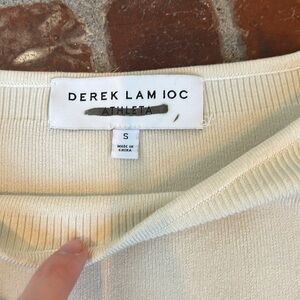 DEREK LAM 10C
ATHLETA
S
MADE IN
CHINA